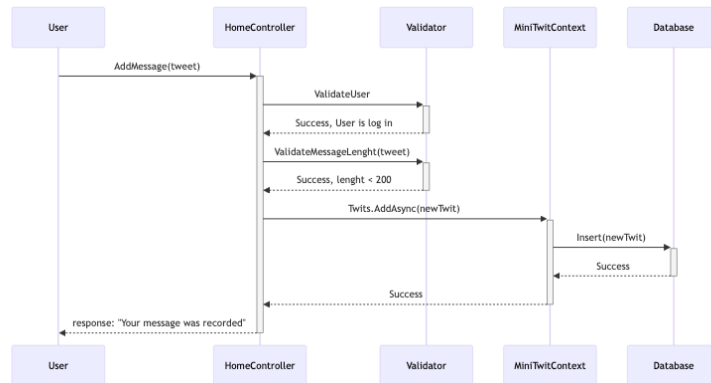 User
HomeController
Validator
MiniTwitContext
Database
AddMessage(tweet)
ValidateUser
Success, User is log in
ValidateMessageLenght(tweet)
Success, lenght < 200
Twits.AddAsync(newTwit)
Insert(newTwit)
Success
Success
response: "Your message was recorded"
User
HomeController
Validator
MiniTwitContext
Database